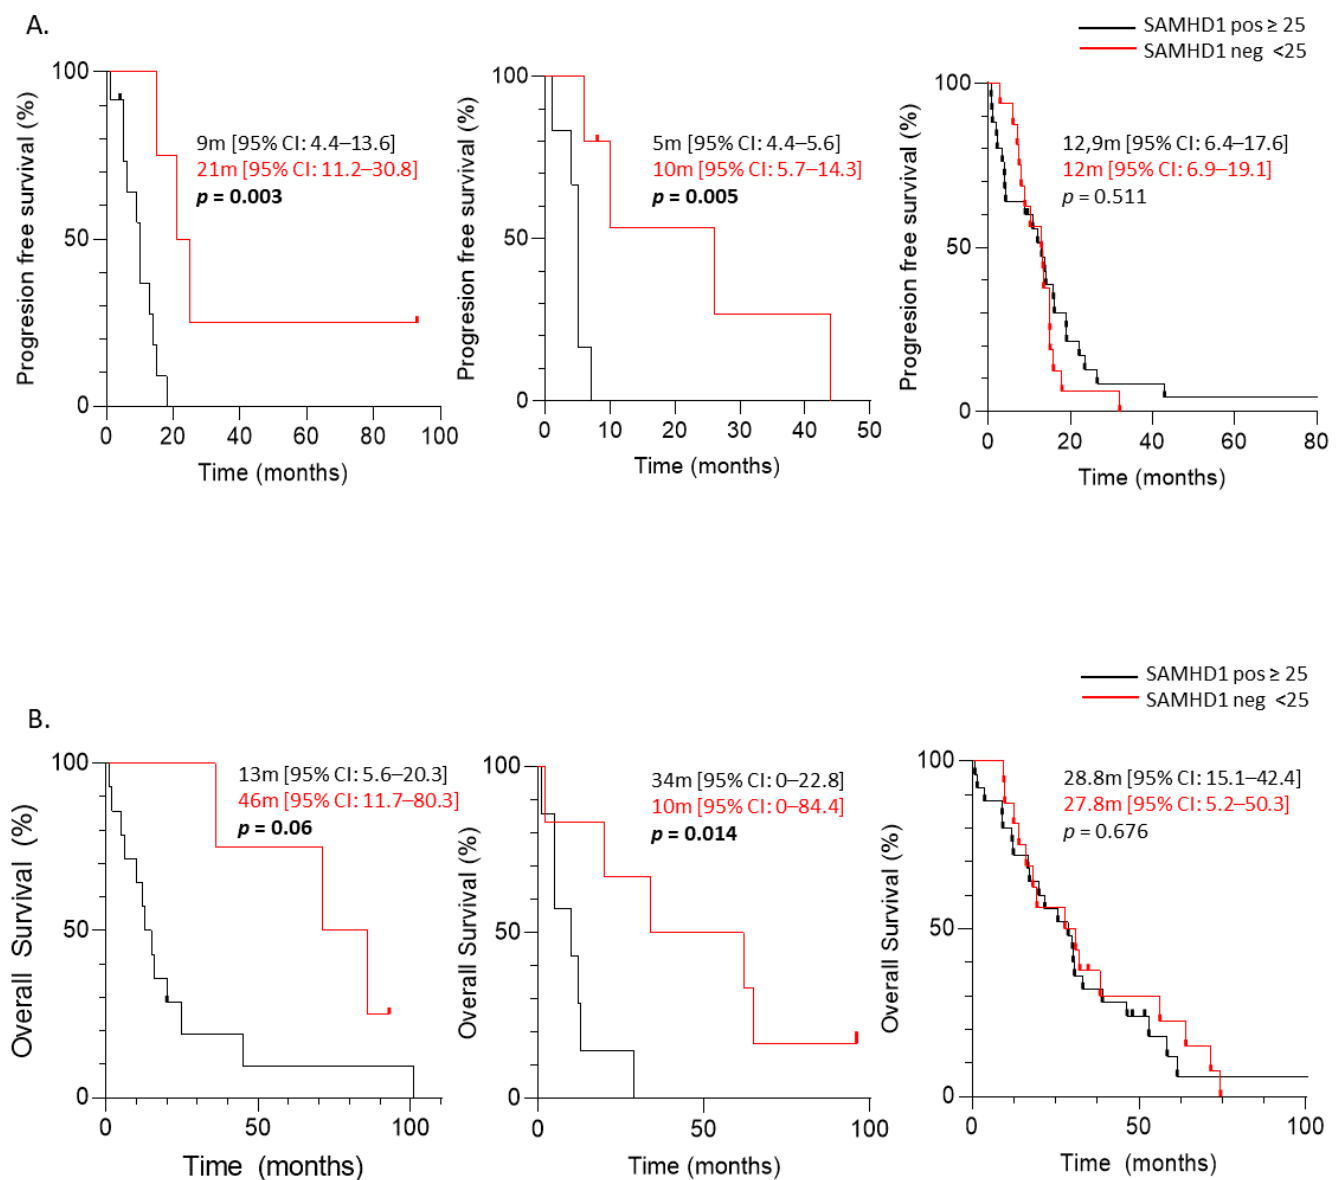 A.
SAMHD1 pos ≥ 25
SAMHD1 neg <25
Progresion free survival (%)
100
50
0
9m [95% CI: 4.4–13.6]
21m [95% CI: 11.2–30.8]
p = 0.003
0 20 40 60 80 100
Time (months)
Progresion free survival (%)
100
50
0
5m [95% CI: 4.4–5.6]
10m [95% CI: 5.7–14.3]
p = 0.005
0 10 20 30 40 50
Time (months)
Progresion free survival (%)
100
50
0
12,9m [95% CI: 6.4–17.6]
12m [95% CI: 6.9–19.1]
p = 0.511
0 20 40 60 80
Time (months)
B.
SAMHD1 pos ≥ 25
SAMHD1 neg <25
Overall Survival (%)
100
50
0
13m [95% CI: 5.6–20.3]
46m [95% CI: 11.7–80.3]
p = 0.06
0 50 100
Time (months)
Overall Survival (%)
100
50
0
34m [95% CI: 0–22.8]
10m [95% CI: 0–84.4]
p = 0.014
0 50 100
Time (months)
Overall Survival (%)
100
50
0
28.8m [95% CI: 15.1–42.4]
27.8m [95% CI: 5.2–50.3]
p = 0.676
0 50 100
Time (months)